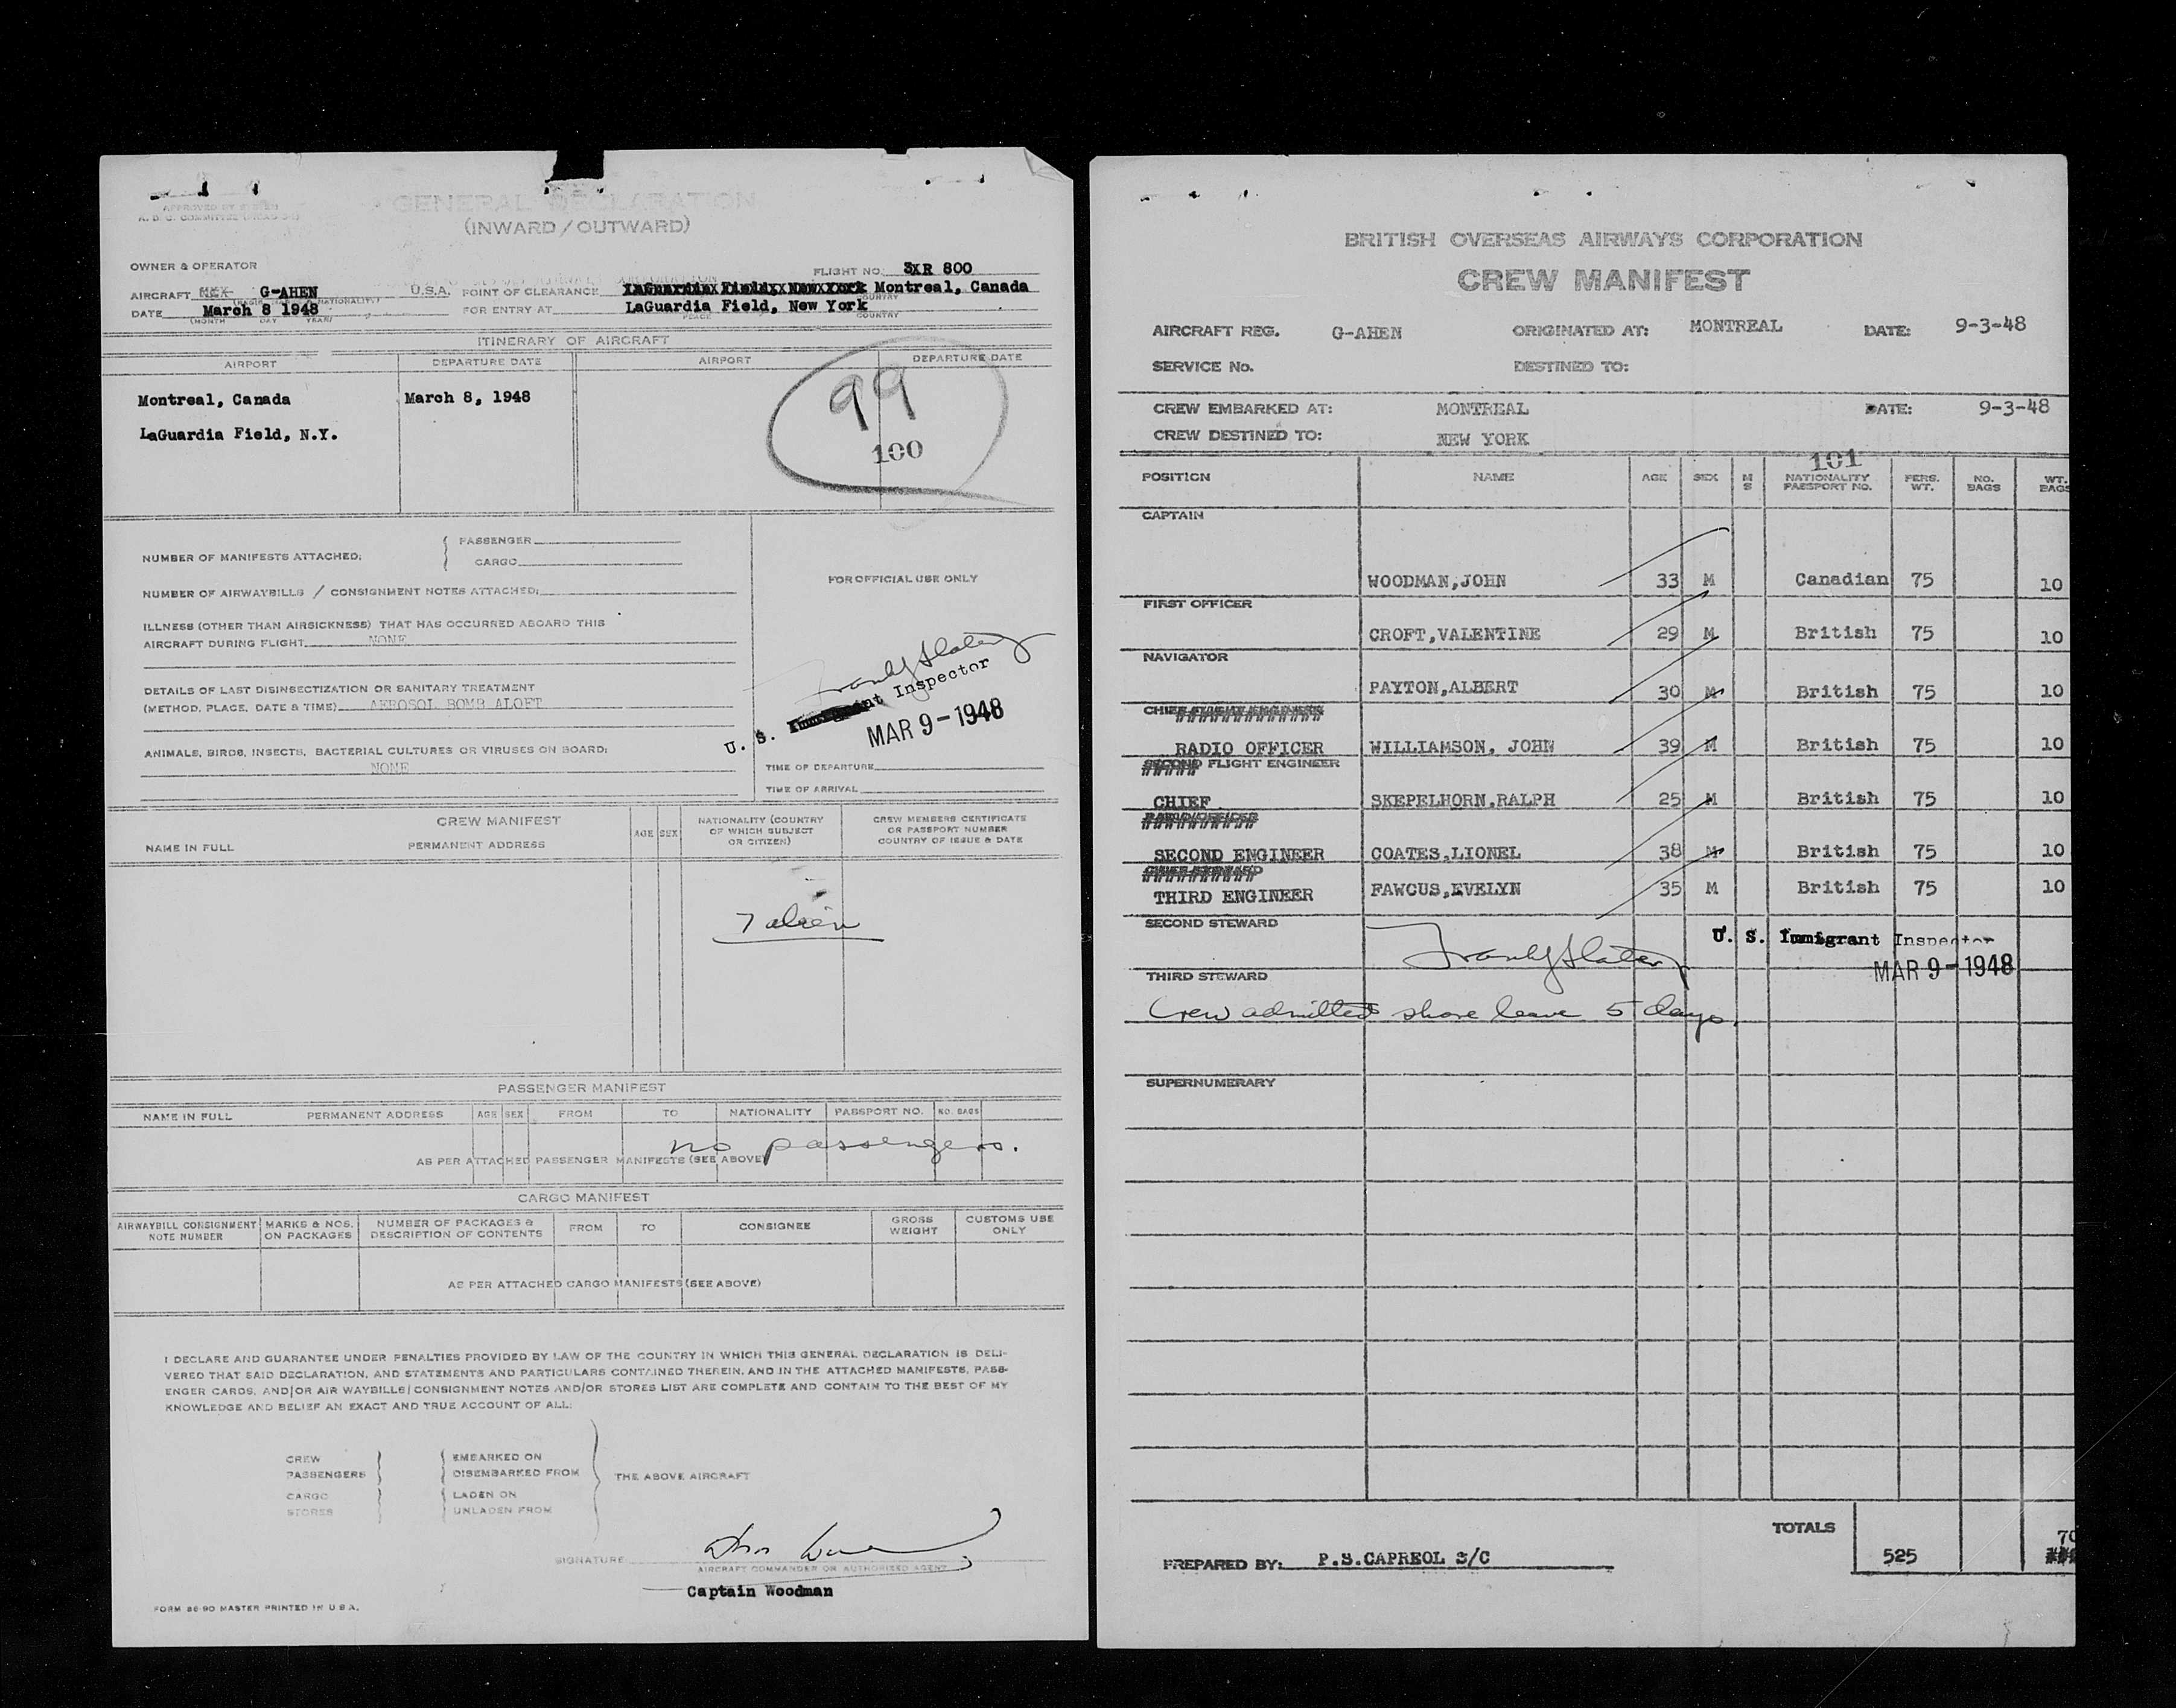 GENERAL DECLARATION
(INWARD/OUTWARD)
OWNER & OPERATOR
FLIGHT NO. 3XR 800
AIRCRAFT G-AHEN U.S.A. POINT OF CLEARANCE Montreal, Canada
DATE March 8 1948 FOR ENTRY AT LaGuardia Field, New York
(MONTH DAY YEAR) PLACE COUNTRY
ITINERARY OF AIRCRAFT
AIRPORT DEPARTURE DATE AIRPORT DEPARTURE DATE
Montreal, Canada March 8, 1948
LaGuardia Field, N.Y.
99
100
NUMBER OF MANIFESTS ATTACHED: PASSENGER
CARGO
NUMBER OF AIRWAYBILLS / CONSIGNMENT NOTES ATTACHED:
ILLNESS (OTHER THAN AIRSICKNESS) THAT HAS OCCURRED ABOARD THIS
AIRCRAFT DURING FLIGHT NONE
DETAILS OF LAST DISINSECTIZATION OR SANITARY TREATMENT
(METHOD, PLACE, DATE & TIME) AEROSOL BOMB ALOFT
ANIMALS, BIRDS, INSECTS, BACTERIAL CULTURES OR VIRUSES ON BOARD:
NONE
FOR OFFICIAL USE ONLY
U. S. Immigrant Inspector
MAR 9-1948
TIME OF DEPARTURE
TIME OF ARRIVAL
CREW MANIFEST
NAME IN FULL PERMANENT ADDRESS AGE SEX
NATIONALITY (COUNTRY
OF WHICH SUBJECT
OR CITIZEN)
CREW MEMBERS CERTIFICATE
OR PASSPORT NUMBER
COUNTRY OF ISSUE & DATE
7 alien
PASSENGER MANIFEST
NAME IN FULL PERMANENT ADDRESS AGE SEX FROM TO NATIONALITY PASSPORT NO. NO. BAGS
no passengers.
AS PER ATTACHED PASSENGER MANIFESTS (SEE ABOVE)
CARGO MANIFEST
AIRWAYBILL CONSIGNMENT NOTE NUMBER
MARKS & NOS. ON PACKAGES
NUMBER OF PACKAGES & DESCRIPTION OF CONTENTS
FROM TO CONSIGNEE
GROSS WEIGHT
CUSTOMS USE ONLY
AS PER ATTACHED CARGO MANIFESTS (SEE ABOVE)
I DECLARE AND GUARANTEE UNDER PENALTIES PROVIDED BY LAW OF THE COUNTRY IN WHICH THIS GENERAL DECLARATION IS DELI-
VERED THAT SAID DECLARATION, AND STATEMENTS AND PARTICULARS CONTAINED THEREIN, AND IN THE ATTACHED MANIFESTS, PASS-
ENGER CARDS, AND/OR AIR WAYBILLS/CONSIGNMENT NOTES AND/OR STORES LIST ARE COMPLETE AND CONTAIN TO THE BEST OF MY
KNOWLEDGE AND BELIEF AN EXACT AND TRUE ACCOUNT OF ALL:
CREW EMBARKED ON
PASSENGERS DISEMBARKED FROM THE ABOVE AIRCRAFT
CARGO LADEN ON
STORES UNLADEN FROM
SIGNATURE
AIRCRAFT COMMANDER OR AUTHORISED AGENT
Captain Woodman
FORM 86-90 MASTER PRINTED IN U S A.
BRITISH OVERSEAS AIRWAYS CORPORATION
CREW MANIFEST
AIRCRAFT REG. G-AHEN ORIGINATED AT: MONTREAL DATE: 9-3-48
SERVICE No. DESTINED TO:
CREW EMBARKED AT: MONTREAL DATE: 9-3-48
CREW DESTINED TO: NEW YORK
101
POSITION NAME AGE SEX M S NATIONALITY PASSPORT NO. PERS. WT. NO. BAGS WT. BAGS
CAPTAIN
WOODMAN,JOHN 33 M Canadian 75 10
FIRST OFFICER
CROFT,VALENTINE 29 M British 75 10
NAVIGATOR
PAYTON,ALBERT 30 M British 75 10
RADIO OFFICER WILLIAMSON, JOHN 39 M British 75 10
SECOND FLIGHT ENGINEER
CHIEF SKEPELHORN,RALPH 25 M British 75 10
SECOND ENGINEER COATES,LIONEL 38 M British 75 10
THIRD ENGINEER FAWCUS,EVELYN 35 M British 75 10
SECOND STEWARD
U. S. Immigrant Inspector
THIRD STEWARD
MAR 9-1948
Crew admitted shore leave 5 days.
SUPERNUMERARY
TOTALS
525 70
PREPARED BY: P.S.CAPREOL S/C